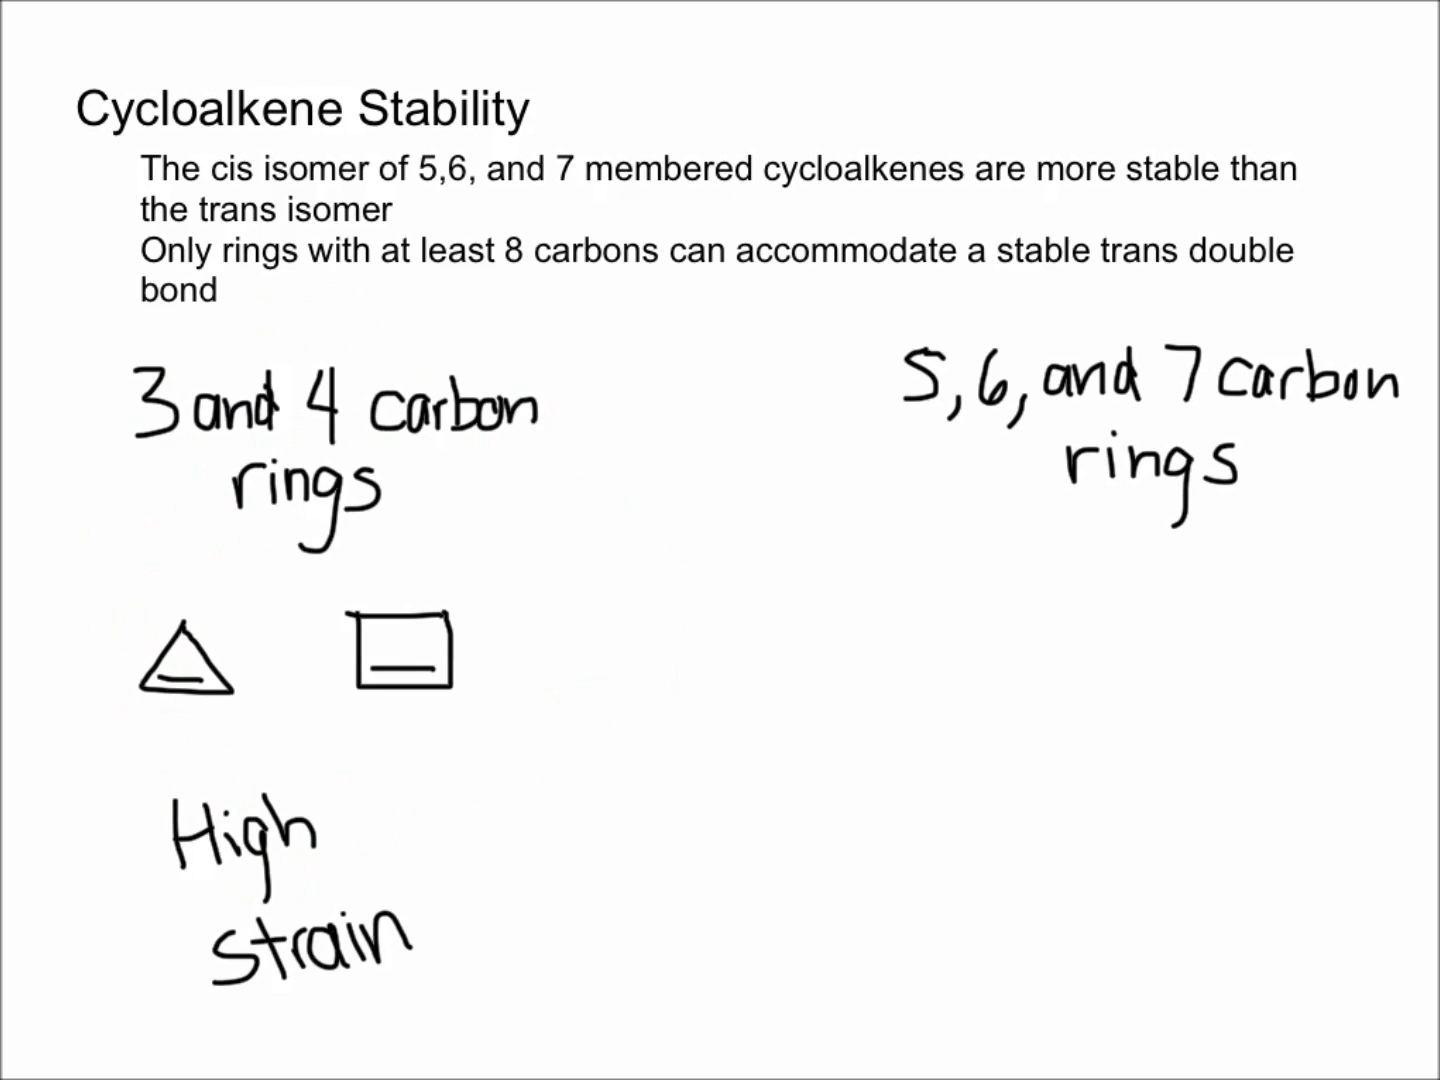 Cycloalkene Stability
The cis isomer of 5,6, and 7 membered cycloalkenes are more stable than
the trans isomer
Only rings with at least 8 carbons can accommodate a stable trans double
bond
3 and 4 carbon
rings
5, 6, and 7 carbon
rings
High
strain